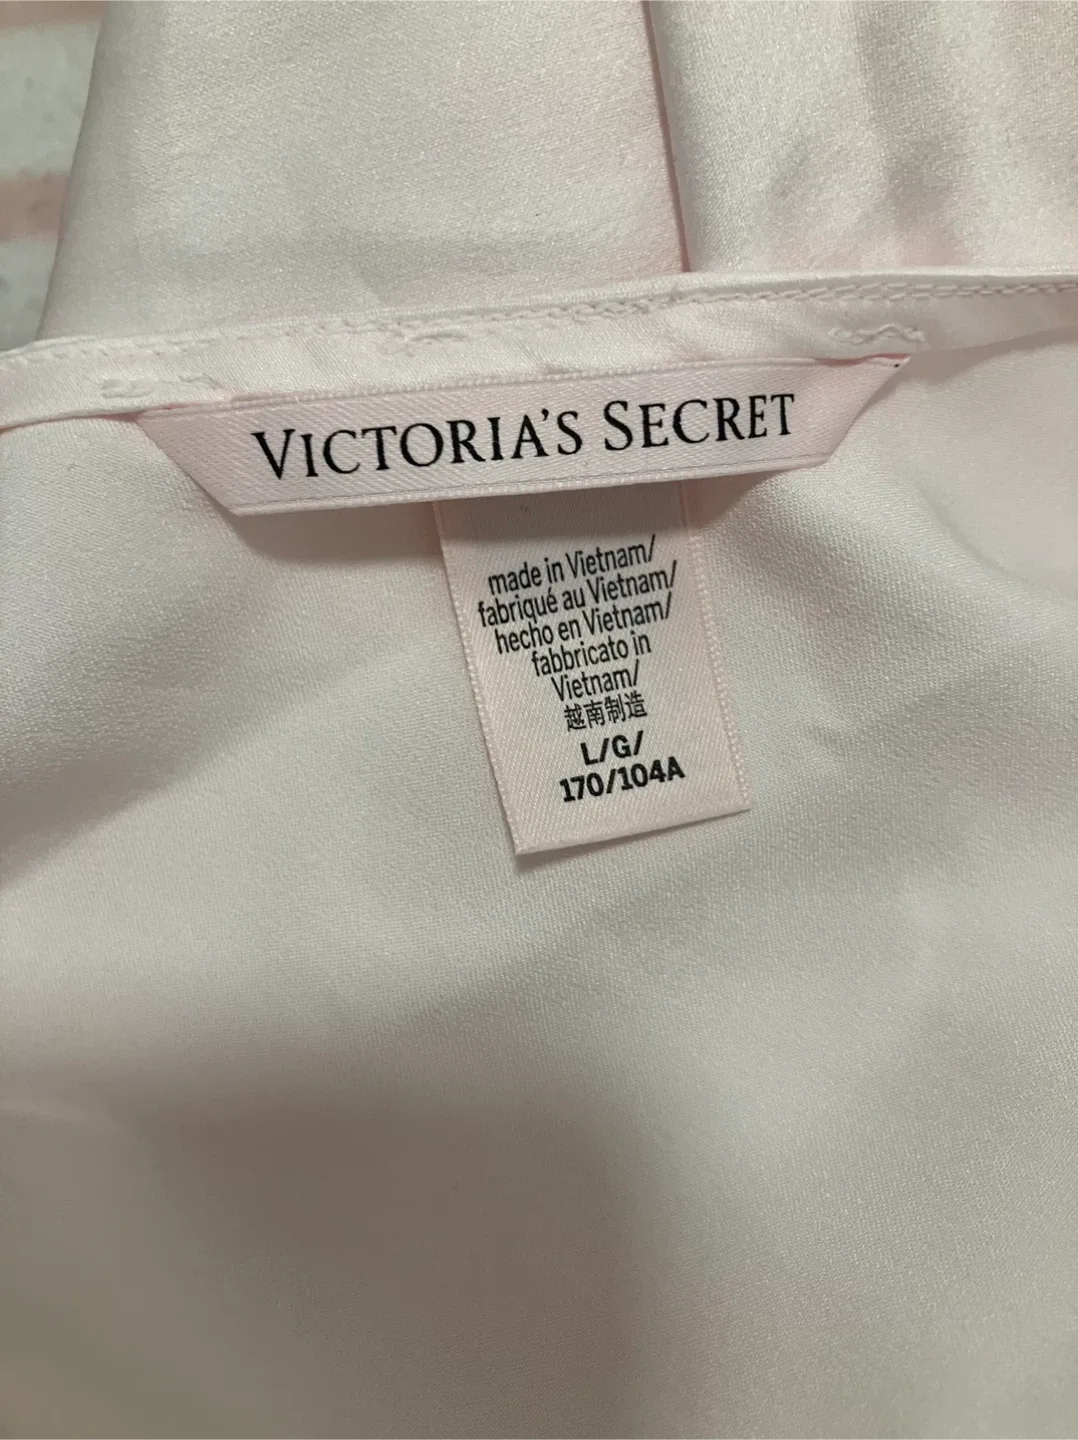 VICTORIA'S SECRET
made in Vietnam/
fabriqué au Vietnam/
hecho en Vietnam/
fabbricato in
Vietnam/
越南制造
L/G/
170/104A